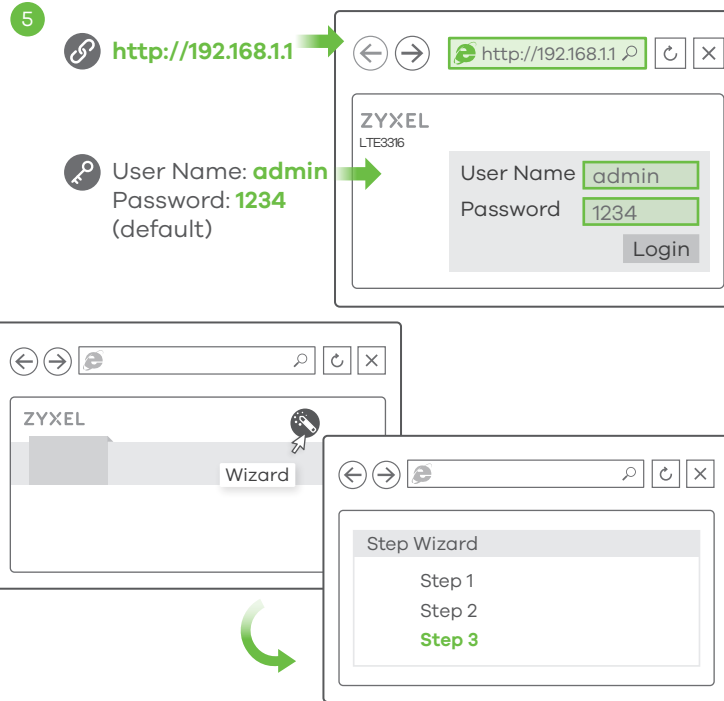 5
http://192.168.1.1
http://192.168.1.1
ZYXEL
LTE3316
User Name: admin
Password: 1234
(default)
User Name admin
Password 1234
Login
ZYXEL
Wizard
Step Wizard
Step 1
Step 2
Step 3